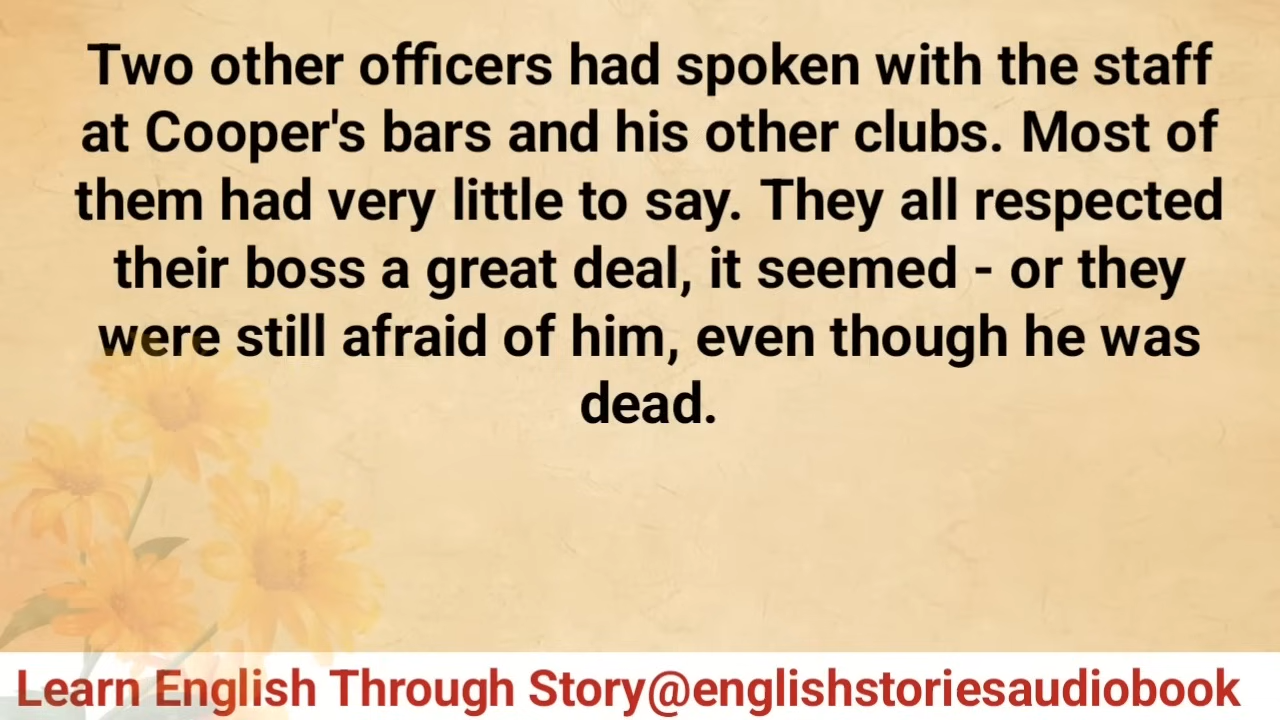 Two other officers had spoken with the staff
at Cooper's bars and his other clubs. Most of
them had very little to say. They all respected
their boss a great deal, it seemed - or they
were still afraid of him, even though he was
dead.
Learn English Through Story@englishstoriesaudiobook